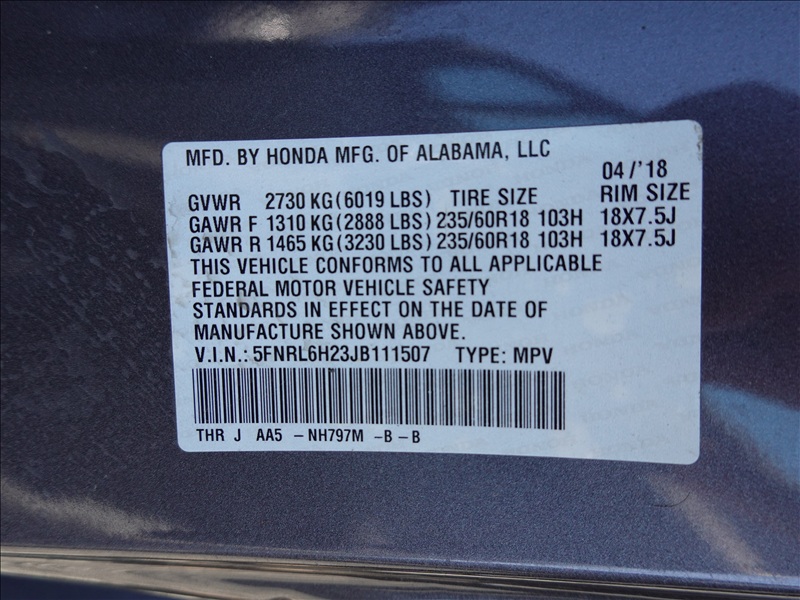 MFD. BY HONDA MFG. OF ALABAMA, LLC
04/'18
GVWR 2730 KG (6019 LBS) TIRE SIZE RIM SIZE
GAWR F 1310 KG (2888 LBS) 235/60R18 103H 18X7.5J
GAWR R 1465 KG (3230 LBS) 235/60R18 103H 18X7.5J
THIS VEHICLE CONFORMS TO ALL APPLICABLE
FEDERAL MOTOR VEHICLE SAFETY
STANDARDS IN EFFECT ON THE DATE OF
MANUFACTURE SHOWN ABOVE.
V.I.N.: 5FNRL6H23JB111507 TYPE: MPV
THR J AA5 – NH797M –B – B